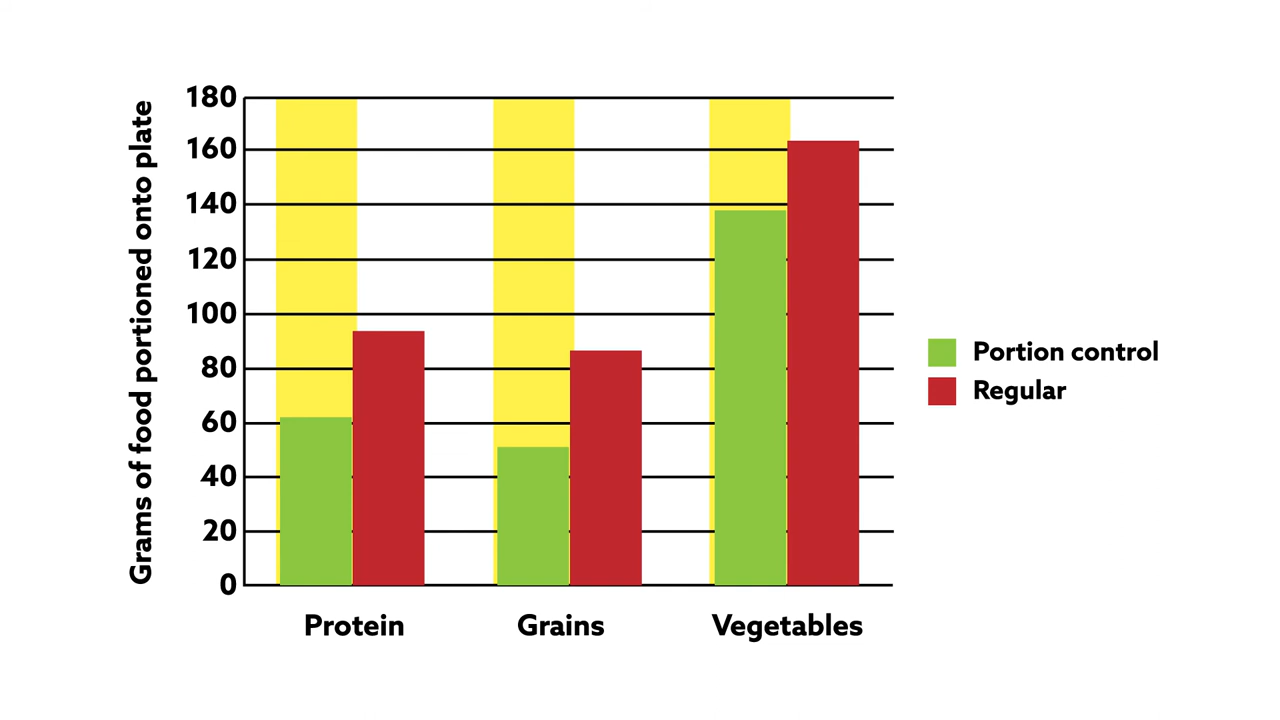 Grams of food portioned onto plate
180
160
140
120
100
80
60
40
20
0
Protein Grains Vegetables
Portion control
Regular